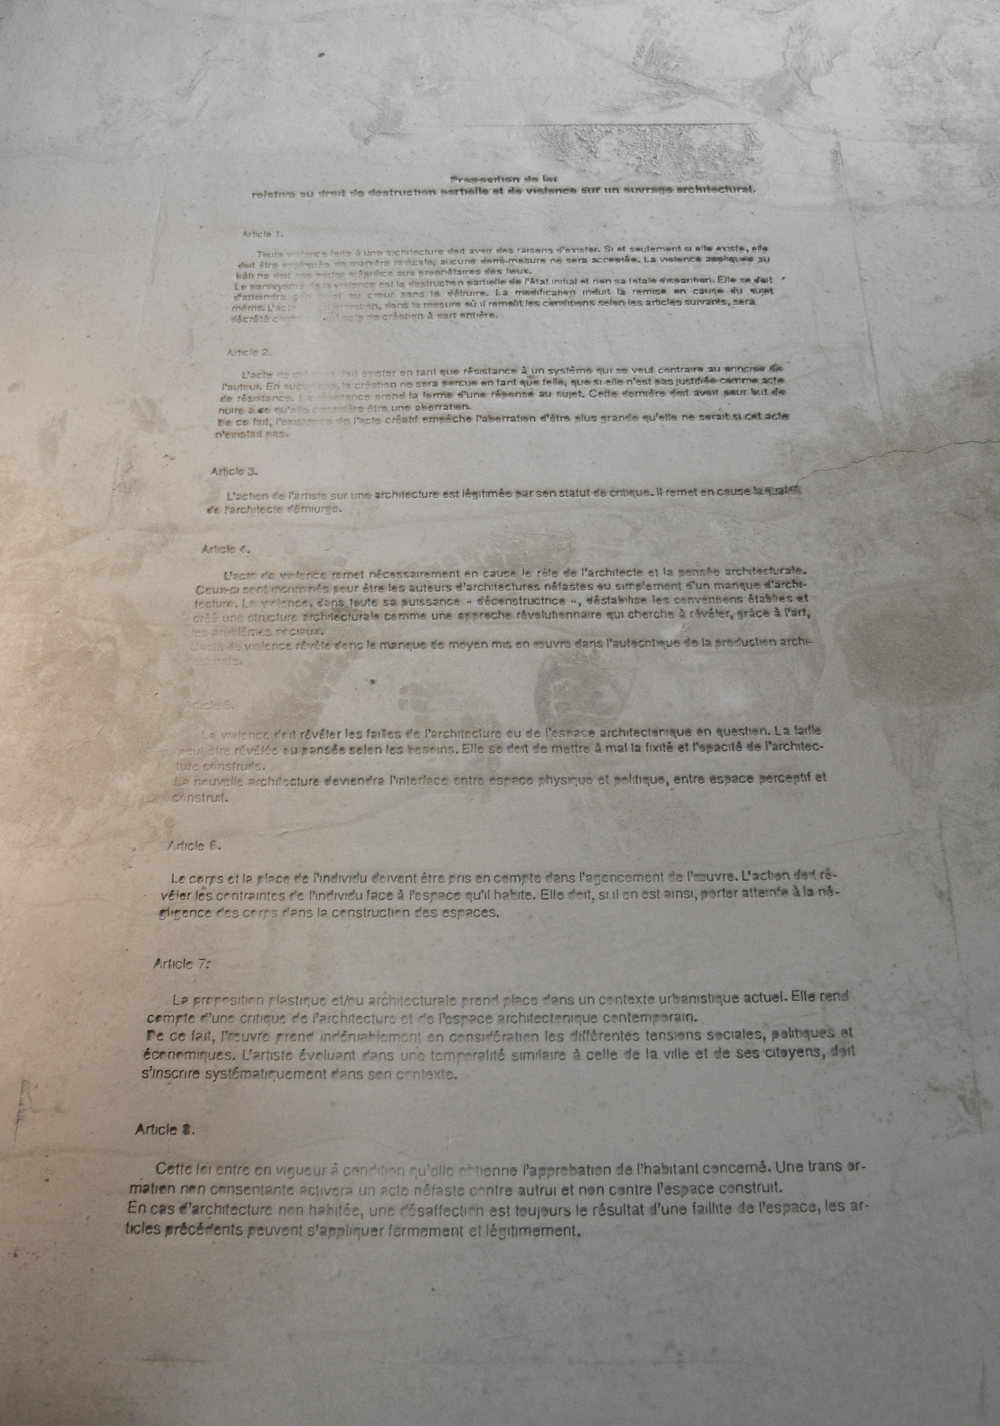 Proposition de loi
relative au droit de destruction partielle et de violence sur un ouvrage architectural.
Article 1.
Toute violence faite à une architecture doit avoir des raisons d'exister. Si et seulement si elle existe, elle
doit être appliquée de manière radicale, aucune demi-mesure ne sera acceptée. La violence appliquée au
bâti ne doit pas porter préjudice aux propriétaires des lieux.
Le paroxysme de la violence est la destruction partielle de l'état initial et non sa totale disparition. Elle se doit
d'atteindre au cœur sans le détruire. La modification induit la remise en cause du sujet
même. L'acte dans la mesure où il remplit les conditions selon les articles suivants, sera
décrété de création à part entière.
Article 2.
L'acte de doit exister en tant que résistance à un système qui se veut contraire au principe de
l'auteur. En aucun cas, la création ne sera perçue en tant que telle, que si elle n'est pas justifiée comme acte
de résistance. La résistance prend la forme d'une réponse au sujet. Cette dernière doit avoir pour but de
nuire à ce qu'elle considère être une aberration.
De ce fait, l'existence de l'acte créatif empêche l'aberration d'être plus grande qu'elle ne serait si cet acte
n'existait pas.
Article 3.
L'action de l'artiste sur une architecture est légitimée par son statut de critique. Il remet en cause la
de l'architecte démiurge.
Article 4.
L'acte de violence remet nécessairement en cause le rôle de l'architecte et la pensée architecturale.
Ceux-ci sont incriminés pour être les auteurs d'architectures néfastes ou simplement d'un manque d'archi-
tecture. La violence, dans toute sa puissance « déconstructrice », déstabilise les conventions établies et
créé une structure architecturale comme une approche révolutionnaire qui cherche à révéler, grâce à l'art,
les problèmes sociaux.
L'acte de violence révèle donc le manque de moyen mis en œuvre dans l'autocritique de la production archi-
tecturale.
Article 5.
La violence doit révéler les failles de l'architecture ou de l'espace architectonique en question. La faille
peut être révélée ou pansée selon les besoins. Elle se doit de mettre à mal la fixité et l'opacité de l'architec-
ture construite.
La nouvelle architecture deviendra l'interface entre espace physique et politique, entre espace perceptif et
construit.
Article 6.
Le corps et la place de l'individu doivent être pris en compte dans l'agencement de l'œuvre. L'action doit ré-
véler les contraintes de l'individu face à l'espace qu'il habite. Elle doit, si il en est ainsi, porter atteinte à la né-
gligence des corps dans la construction des espaces.
Article 7:
La proposition plastique et/ou architecturale prend place dans un contexte urbanistique actuel. Elle rend
compte d'une critique de l'architecture et de l'espace architectonique contemporain.
De ce fait, l'œuvre prend indéniablement en considération les différentes tensions sociales, politiques et
économiques. L'artiste évoluant dans une temporalité similaire à celle de la ville et de ses citoyens, doit
s'inscrire systématiquement dans son contexte.
Article 8.
Cette loi entre en vigueur à condition qu'elle obtienne l'approbation de l'habitant concerné. Une trans or-
mation non consentante activera un acte néfaste contre autrui et non contre l'espace construit.
En cas d'architecture non habitée, une désaffection est toujours le résultat d'une faillite de l'espace, les ar-
ticles précédents peuvent s'appliquer fermement et légitimement.